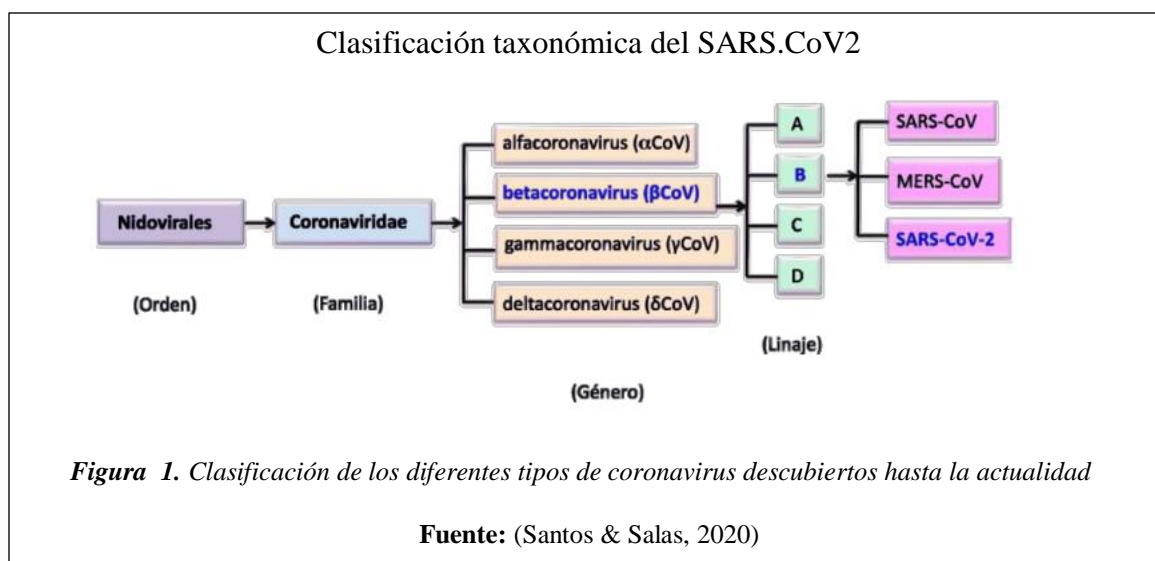 Clasificación taxonómica del SARS.CoV2
Nidovirales
(Orden)
Coronaviridae
(Familia)
alfacoronavirus (αCoV)
betacoronavirus (βCoV)
gammacoronavirus (γCoV)
deltacoronavirus (δCoV)
(Género)
A
B
C
D
(Linaje)
SARS-CoV
MERS-CoV
SARS-CoV-2
Figura 1. Clasificación de los diferentes tipos de coronavirus descubiertos hasta la actualidad
Fuente: (Santos & Salas, 2020)